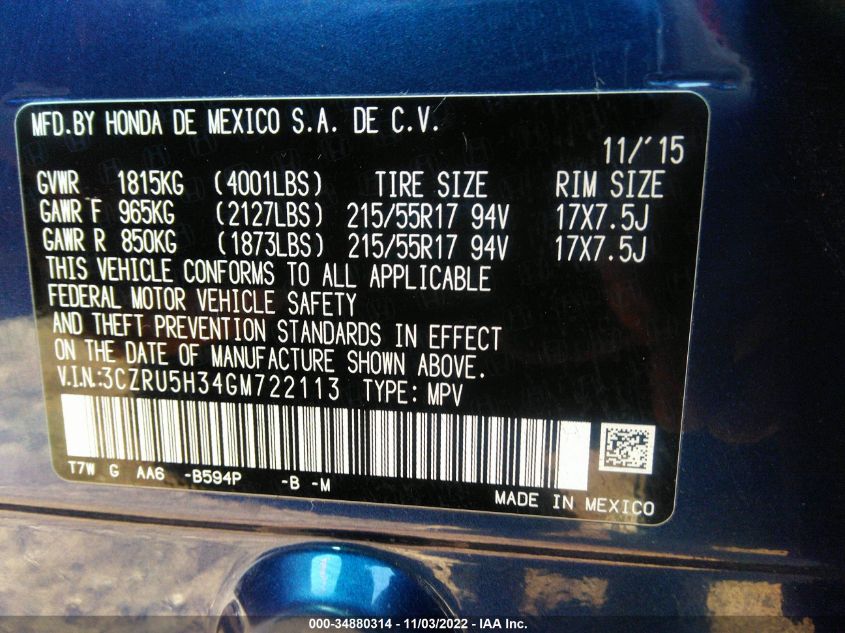 MFD.BY HONDA DE MEXICO S.A. DE C.V.
11/'15
GVWR 1815KG (4001LBS) TIRE SIZE RIM SIZE
GAWR F 965KG (2127LBS) 215/55R17 94V 17X7.5J
GAWR R 850KG (1873LBS) 215/55R17 94V 17X7.5J
THIS VEHICLE CONFORMS TO ALL APPLICABLE
FEDERAL MOTOR VEHICLE SAFETY
AND THEFT PREVENTION STANDARDS IN EFFECT
ON THE DATE OF MANUFACTURE SHOWN ABOVE.
V.I.N.:3CZRU5H34GM722113 TYPE: MPV
T7W G AA6 -B594P -B -M
MADE IN MEXICO
000-34880314 - 11/03/2022 - IAA Inc.